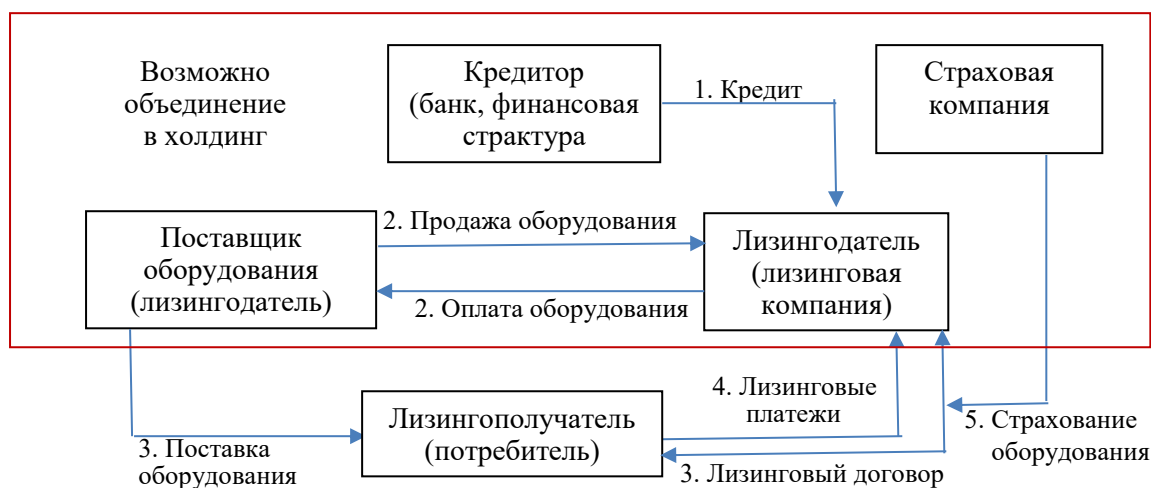 Возможно
объединение
в холдинг
Кредитор
(банк, финансовая
страктура
1. Кредит
Страховая
компания
Поставщик
оборудования
(лизингодатель)
2. Продажа оборудования
2. Оплата оборудования
Лизингодатель
(лизинговая
компания)
3. Поставка
оборудования
Лизингополучатель
(потребитель)
4. Лизинговые
платежи
3. Лизинговый договор
5. Страхование
оборудования